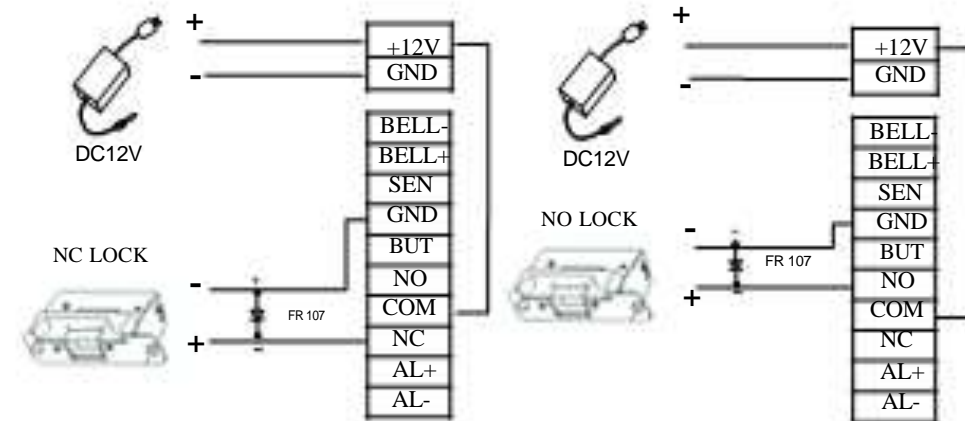 +
+12V
-
GND
DC12V
BELL-
BELL+
SEN
GND
BUT
NO
COM
NC
AL+
AL-
NC LOCK
-
+
FR 107
-
+
+
+12V
-
GND
DC12V
BELL-
BELL+
SEN
GND
BUT
NO
COM
NC
AL+
AL-
NO LOCK
-
-
FR 107
+